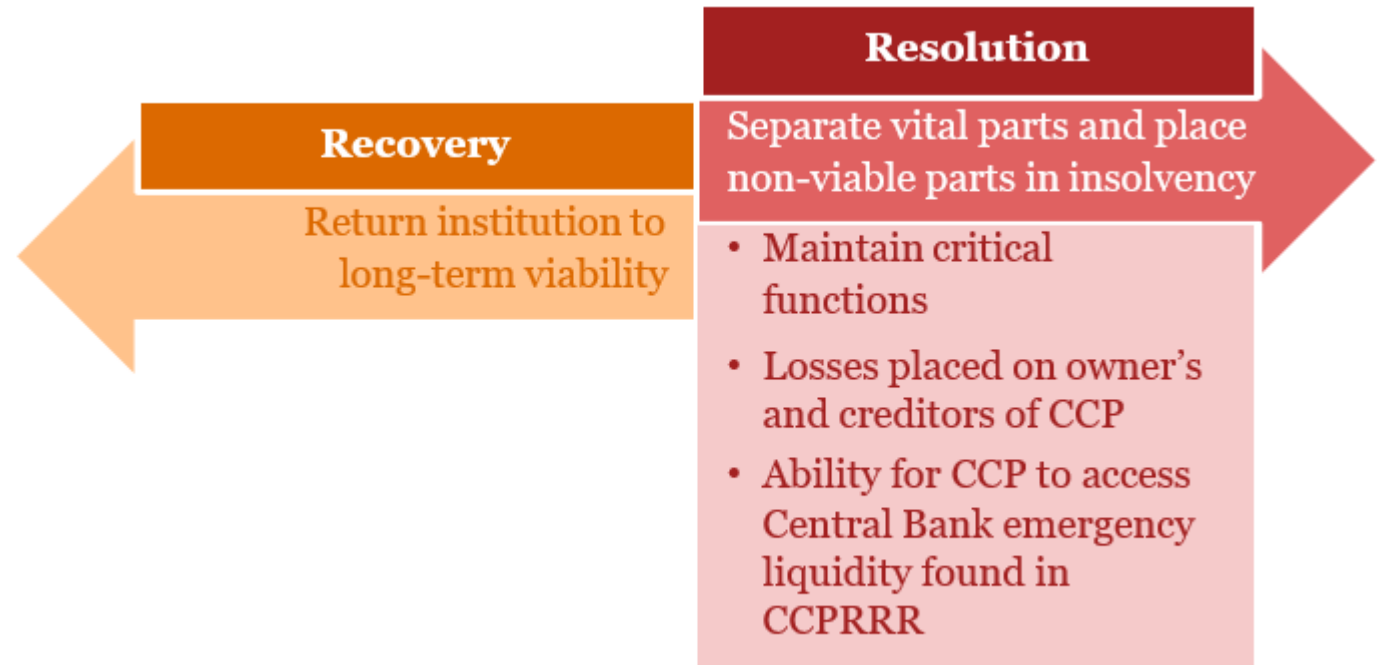 Recovery
Return institution to
long-term viability
Resolution
Separate vital parts and place
non-viable parts in insolvency
• Maintain critical
functions
• Losses placed on owner’s
and creditors of CCP
• Ability for CCP to access
Central Bank emergency
liquidity found in
CCPRRR